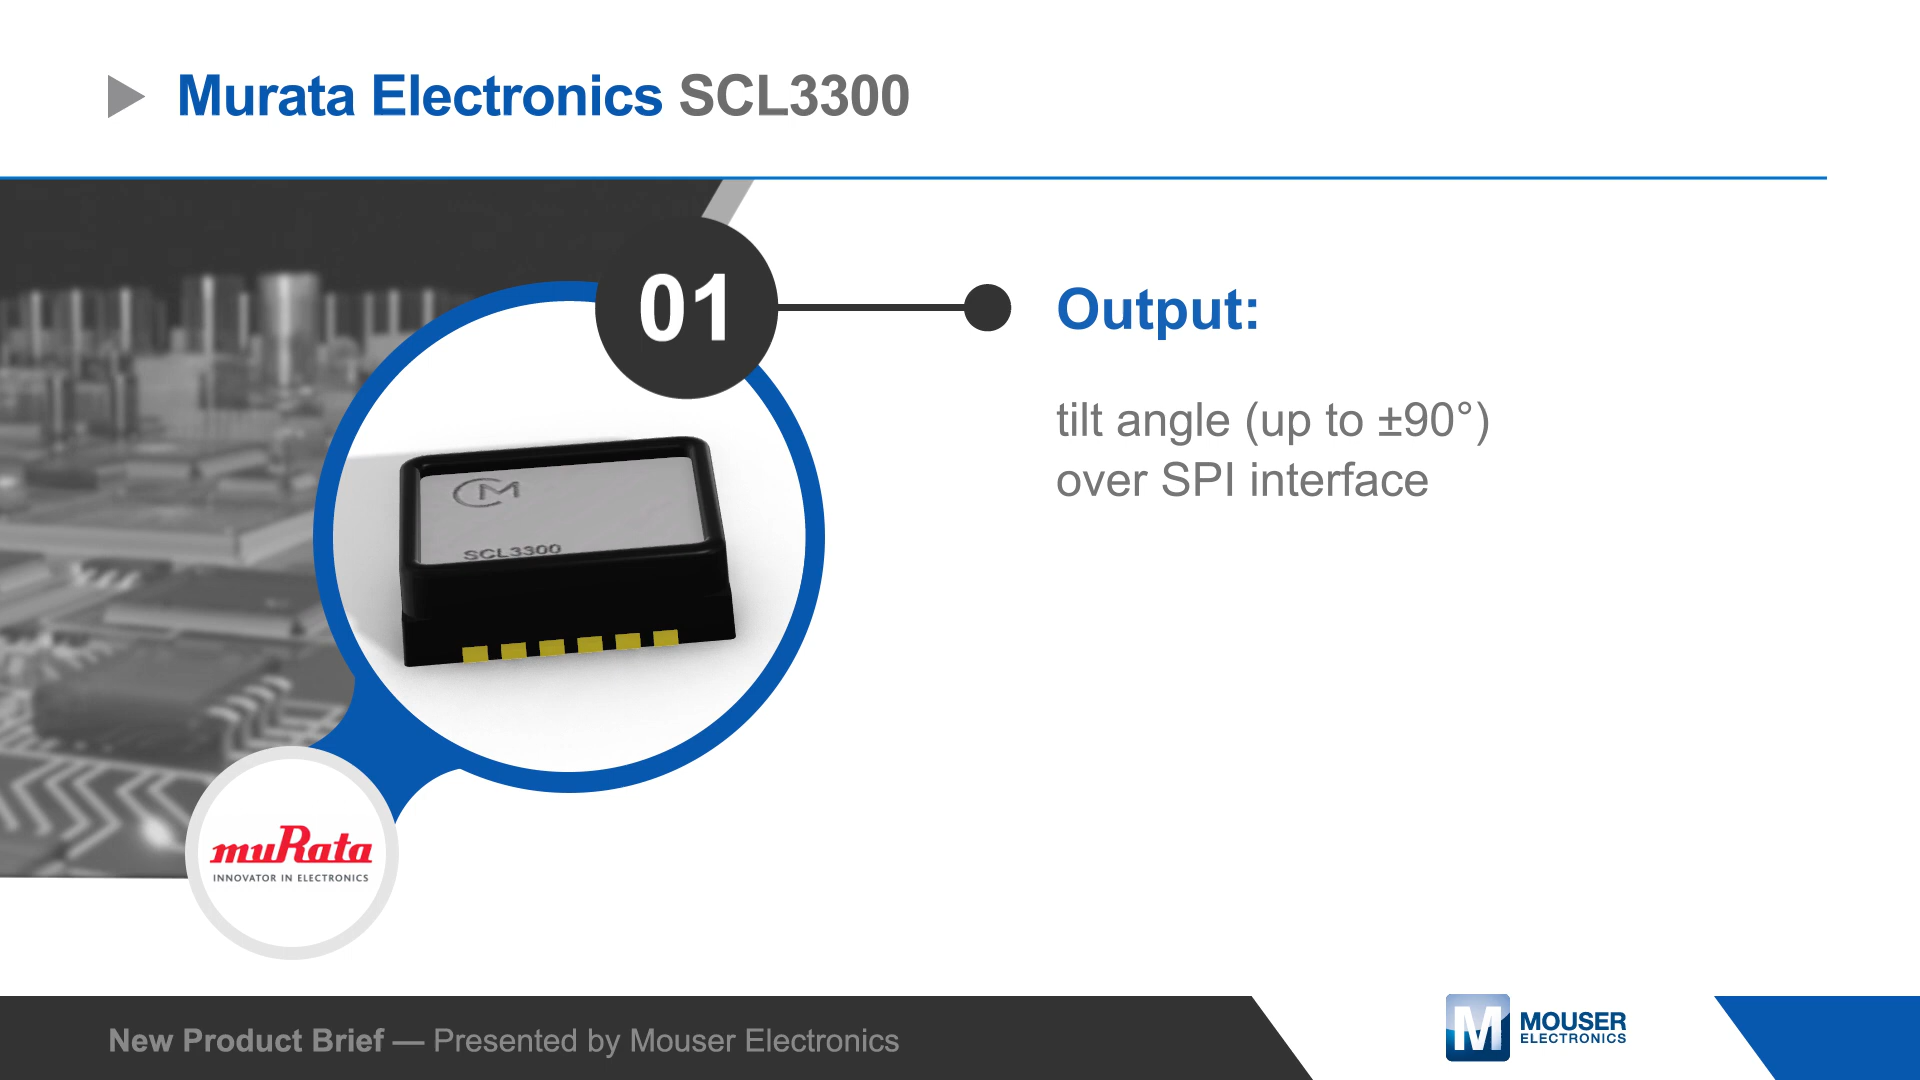 Murata Electronics SCL3300
01
Output:
tilt angle (up to ±90°)
over SPI interface
SCL3300
muRata
INNOVATOR IN ELECTRONICS
New Product Brief — Presented by Mouser Electronics
M
MOUSER
ELECTRONICS